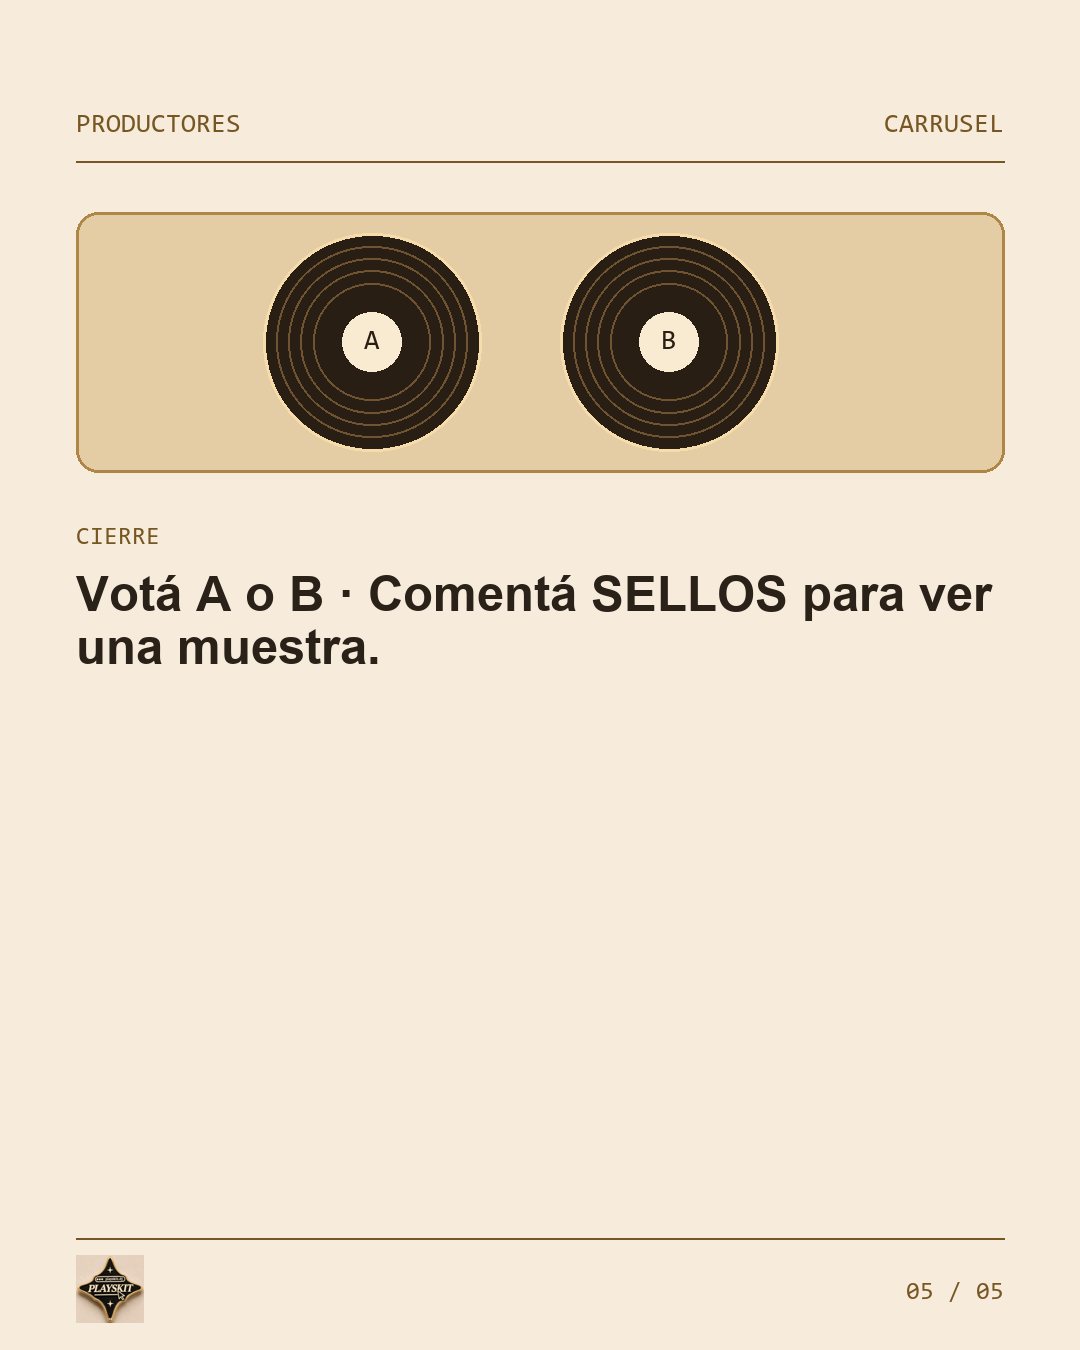 PRODUCTORES
CARRUSEL
A
B
CIERRE
Votá A o B · Comentá SELLOS para ver
una muestra.
PLAYSKIT
05 / 05